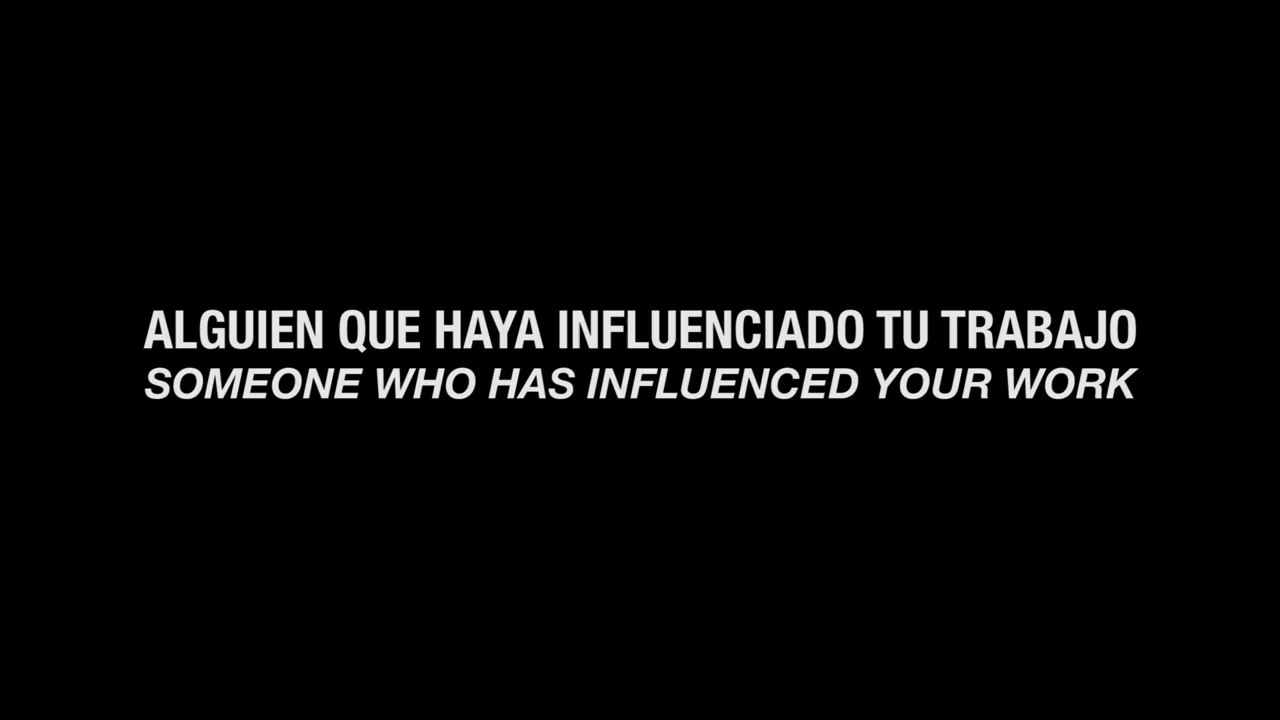 ALGUIEN QUE HAYA INFLUENCIADO TU TRABAJO
SOMEONE WHO HAS INFLUENCED YOUR WORK